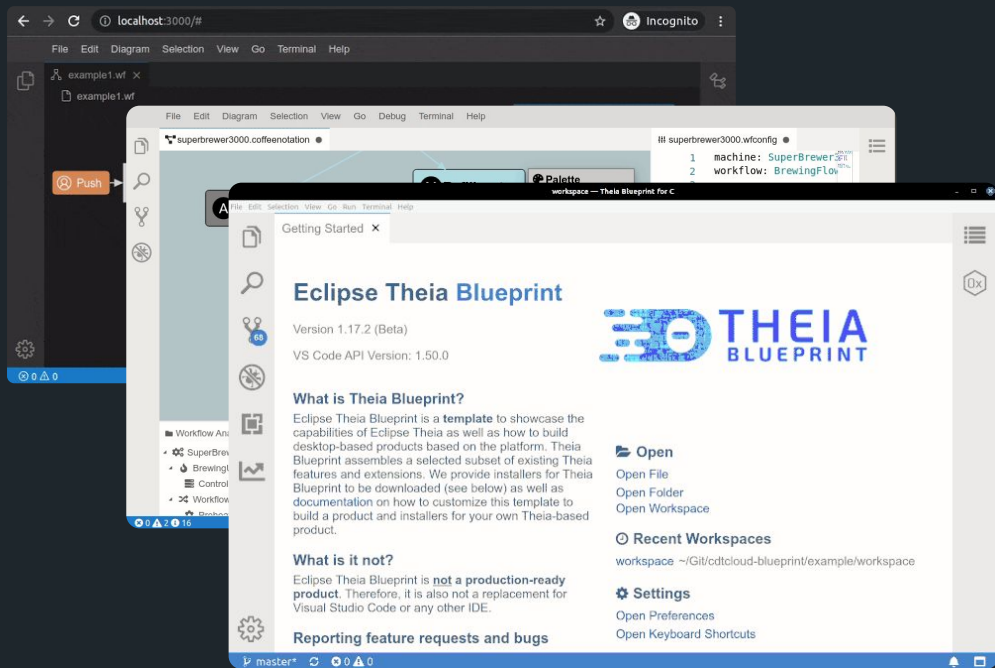 localhost:3000/#
Incognito
File Edit Diagram Selection View Go Terminal Help
example1.wf
example1.wf
Push
0 0
File Edit Diagram Selection View Go Debug Terminal Help
superbrewer3000.coffeenotation
superbrewer3000.wfconfig
1 machine:
2 workflow: BrewingFlow
Palette
A
Workflow
Control
Workflow
0 2 16
workspace — Theia Blueprint for C
File Edit Selection View Go Run Terminal Help
Getting Started
68
Eclipse Theia Blueprint
Version 1.17.2 (Beta)
VS Code API Version: 1.50.0
THEIA
BLUEPRINT
What is Theia Blueprint?
Eclipse Theia Blueprint is a template to showcase the
capabilities of Eclipse Theia as well as how to build
desktop-based products based on the platform. Theia
Blueprint assembles a selected subset of existing Theia
features and extensions. We provide installers for Theia
Blueprint to be downloaded (see below) as well as
documentation on how to customize this template to
build a product and installers for your own Theia-based
product.
What is it not?
Eclipse Theia Blueprint is not a production-ready
product. Therefore, it is also not a replacement for
Visual Studio Code or any other IDE.
Reporting feature requests and bugs
Open
Open File
Open Folder
Open Workspace
Recent Workspaces
workspace ~/Git/cdtcloud-blueprint/example/workspace
Settings
Open Preferences
Open Keyboard Shortcuts
0x
master* 0 0